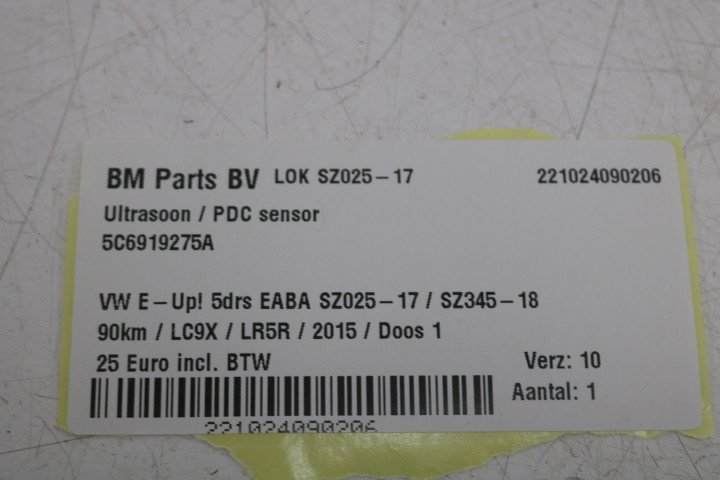 BM Parts BV LOK SZ025-17 221024090206
Ultrasoon / PDC sensor
5C6919275A
VW E-Up! 5drs EABA SZ025-17 / SZ345-18
90km / LC9X / LR5R / 2015 / Doos 1
25 Euro incl. BTW Verz: 10
Aantal: 1
221024090206